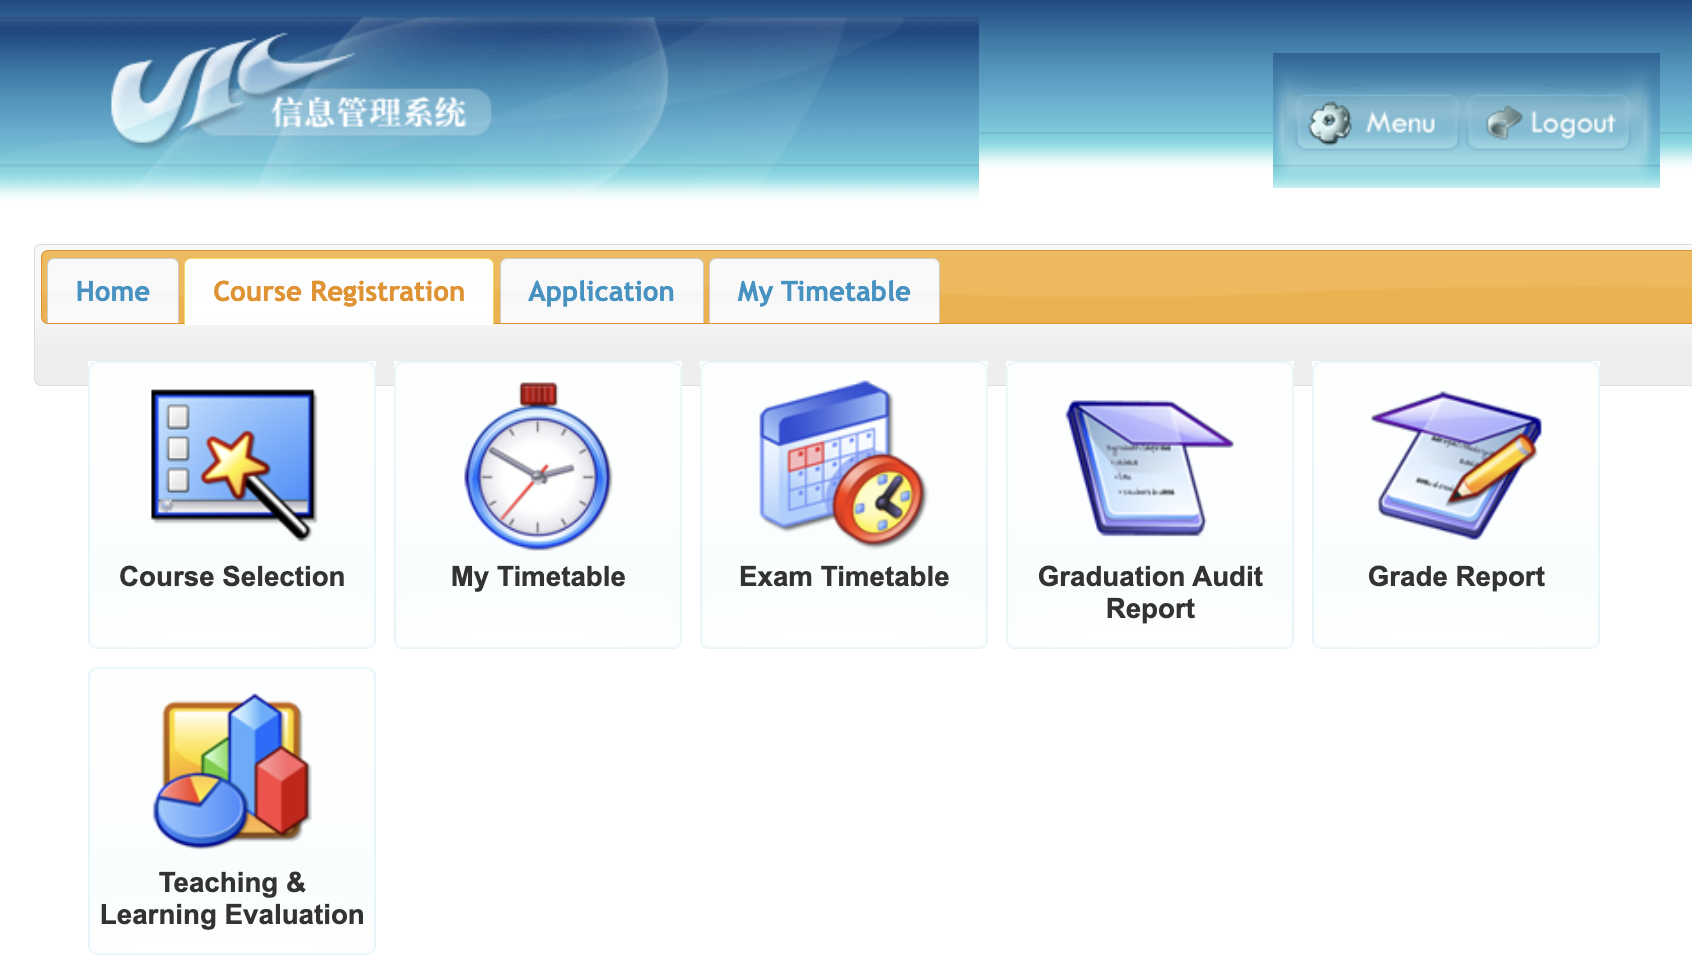 UIC
信息管理系统
Menu
Logout
Home
Course Registration
Application
My Timetable
Course Selection
My Timetable
Exam Timetable
Graduation Audit
Report
Grade Report
Teaching &
Learning Evaluation